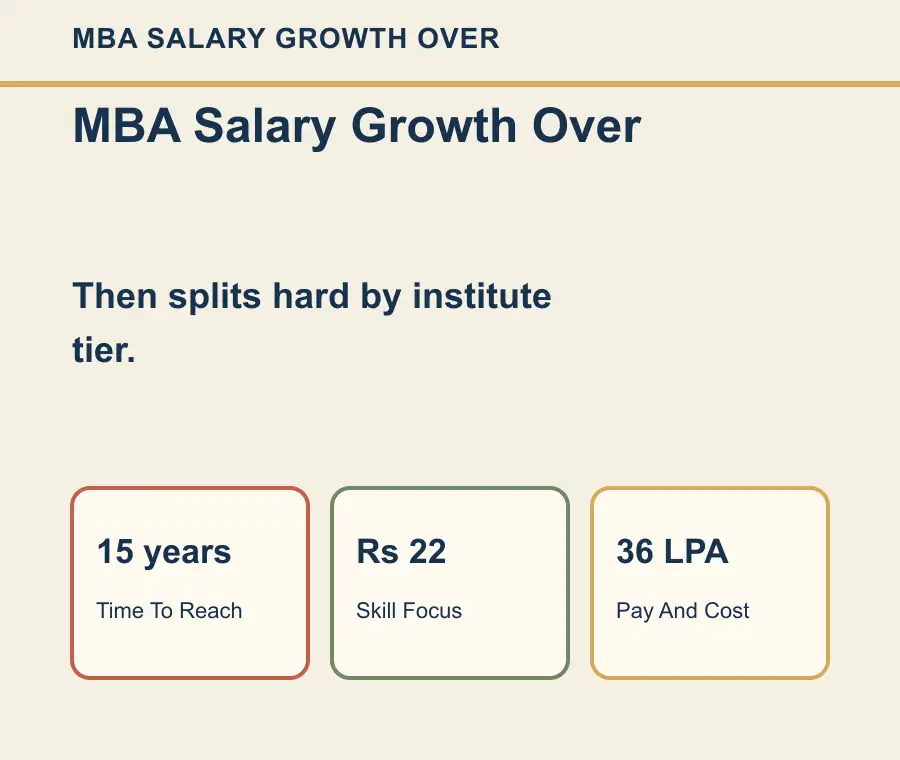 MBA SALARY GROWTH OVER
MBA Salary Growth Over
Then splits hard by institute
tier.
15 years
Time To Reach
Rs 22
Skill Focus
36 LPA
Pay And Cost